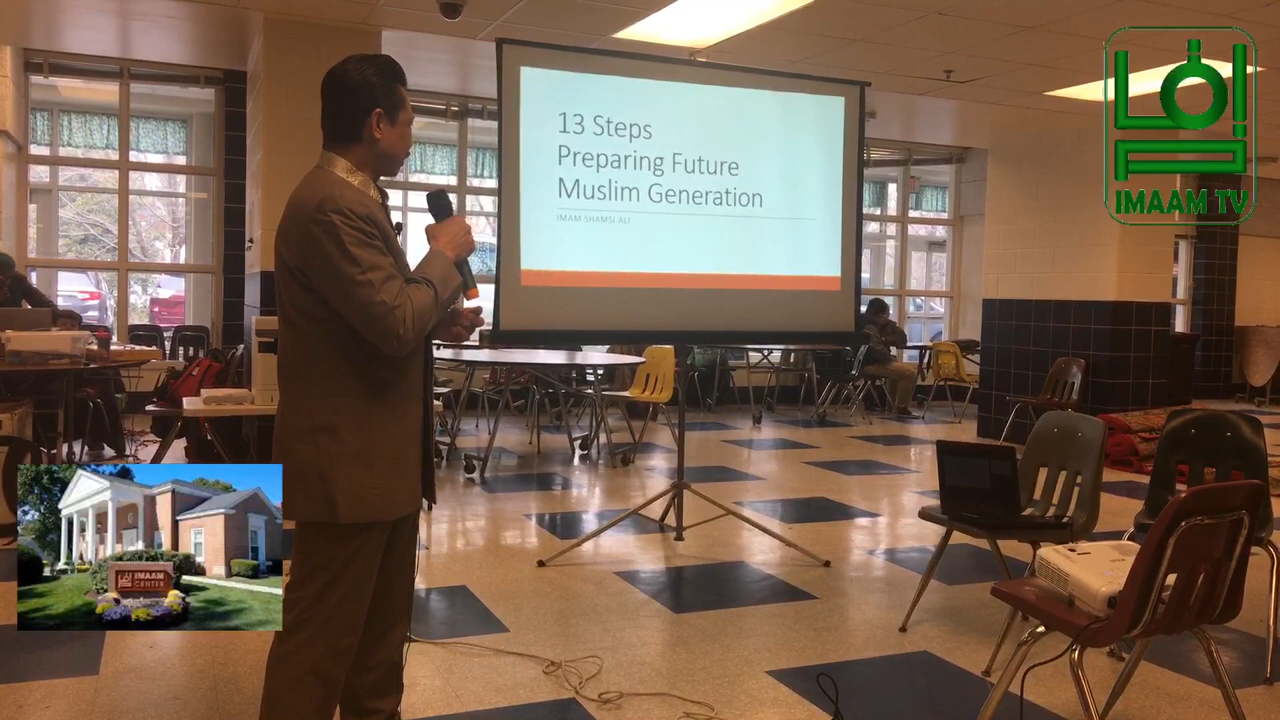 13 Steps
Preparing Future
Muslim Generation
IMAM SHAMSI ALI
IMAAM TV
IMAAM
CENTER